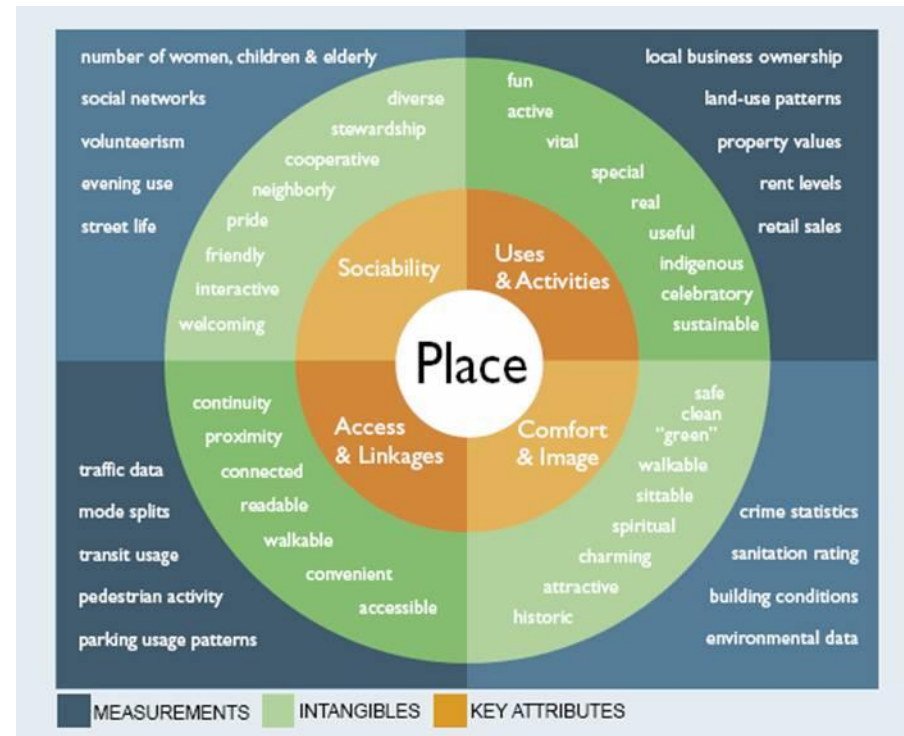 number of women, children & elderly
social networks
volunteerism
evening use
street life
diverse
stewardship
cooperative
neighborly
pride
friendly
interactive
welcoming
Sociability
fun
active
vital
special
real
useful
indigenous
celebratory
sustainable
Uses
& Activities
local business ownership
land-use patterns
property values
rent levels
retail sales
Place
continuity
proximity
connected
readable
walkable
convenient
accessible
Access
& Linkages
traffic data
mode splits
transit usage
pedestrian activity
parking usage patterns
Comfort
& Image
safe
clean
"green"
walkable
sittable
spiritual
charming
attractive
historic
crime statistics
sanitation rating
building conditions
environmental data
MEASUREMENTS
INTANGIBLES
KEY ATTRIBUTES